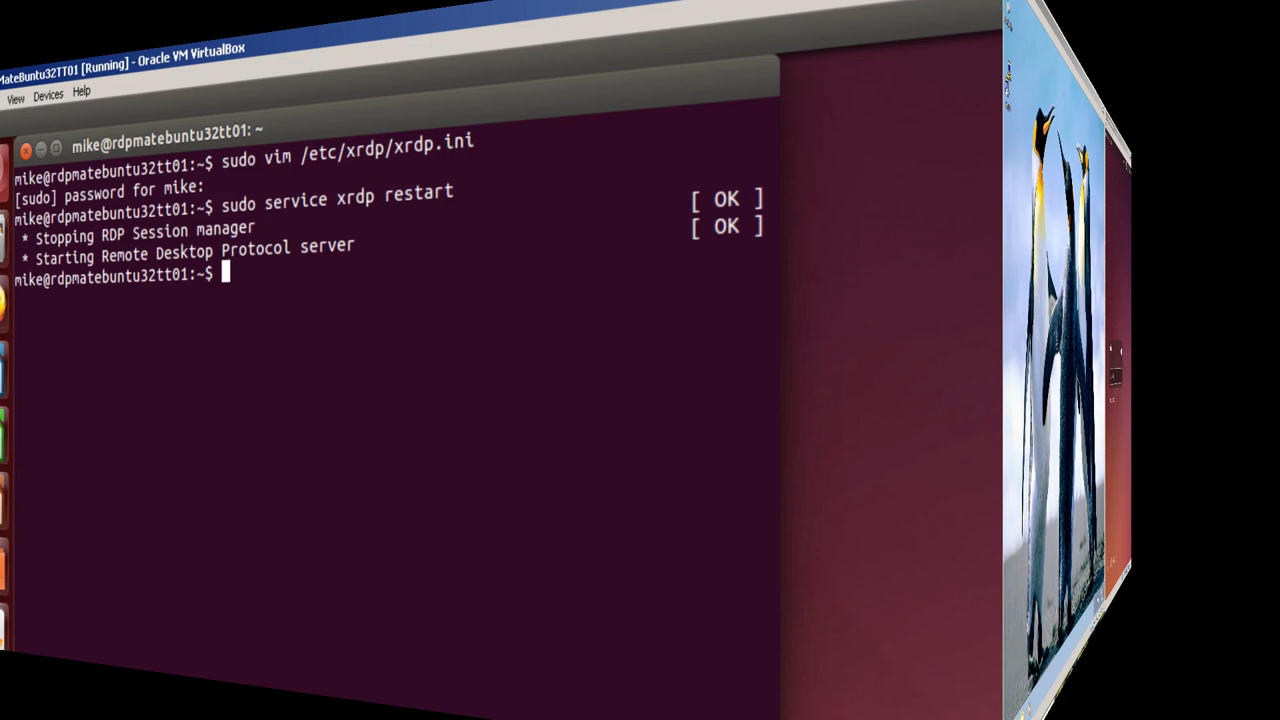 MateBuntu32TT01 [Running] - Oracle VM VirtualBox
View Devices Help
mike@rdpmatebuntu32tt01: ~
mike@rdpmatebuntu32tt01:~$ sudo vim /etc/xrdp/xrdp.ini
[sudo] password for mike:
mike@rdpmatebuntu32tt01:~$ sudo service xrdp restart
* Stopping RDP Session manager [ OK ]
* Starting Remote Desktop Protocol server [ OK ]
mike@rdpmatebuntu32tt01:~$